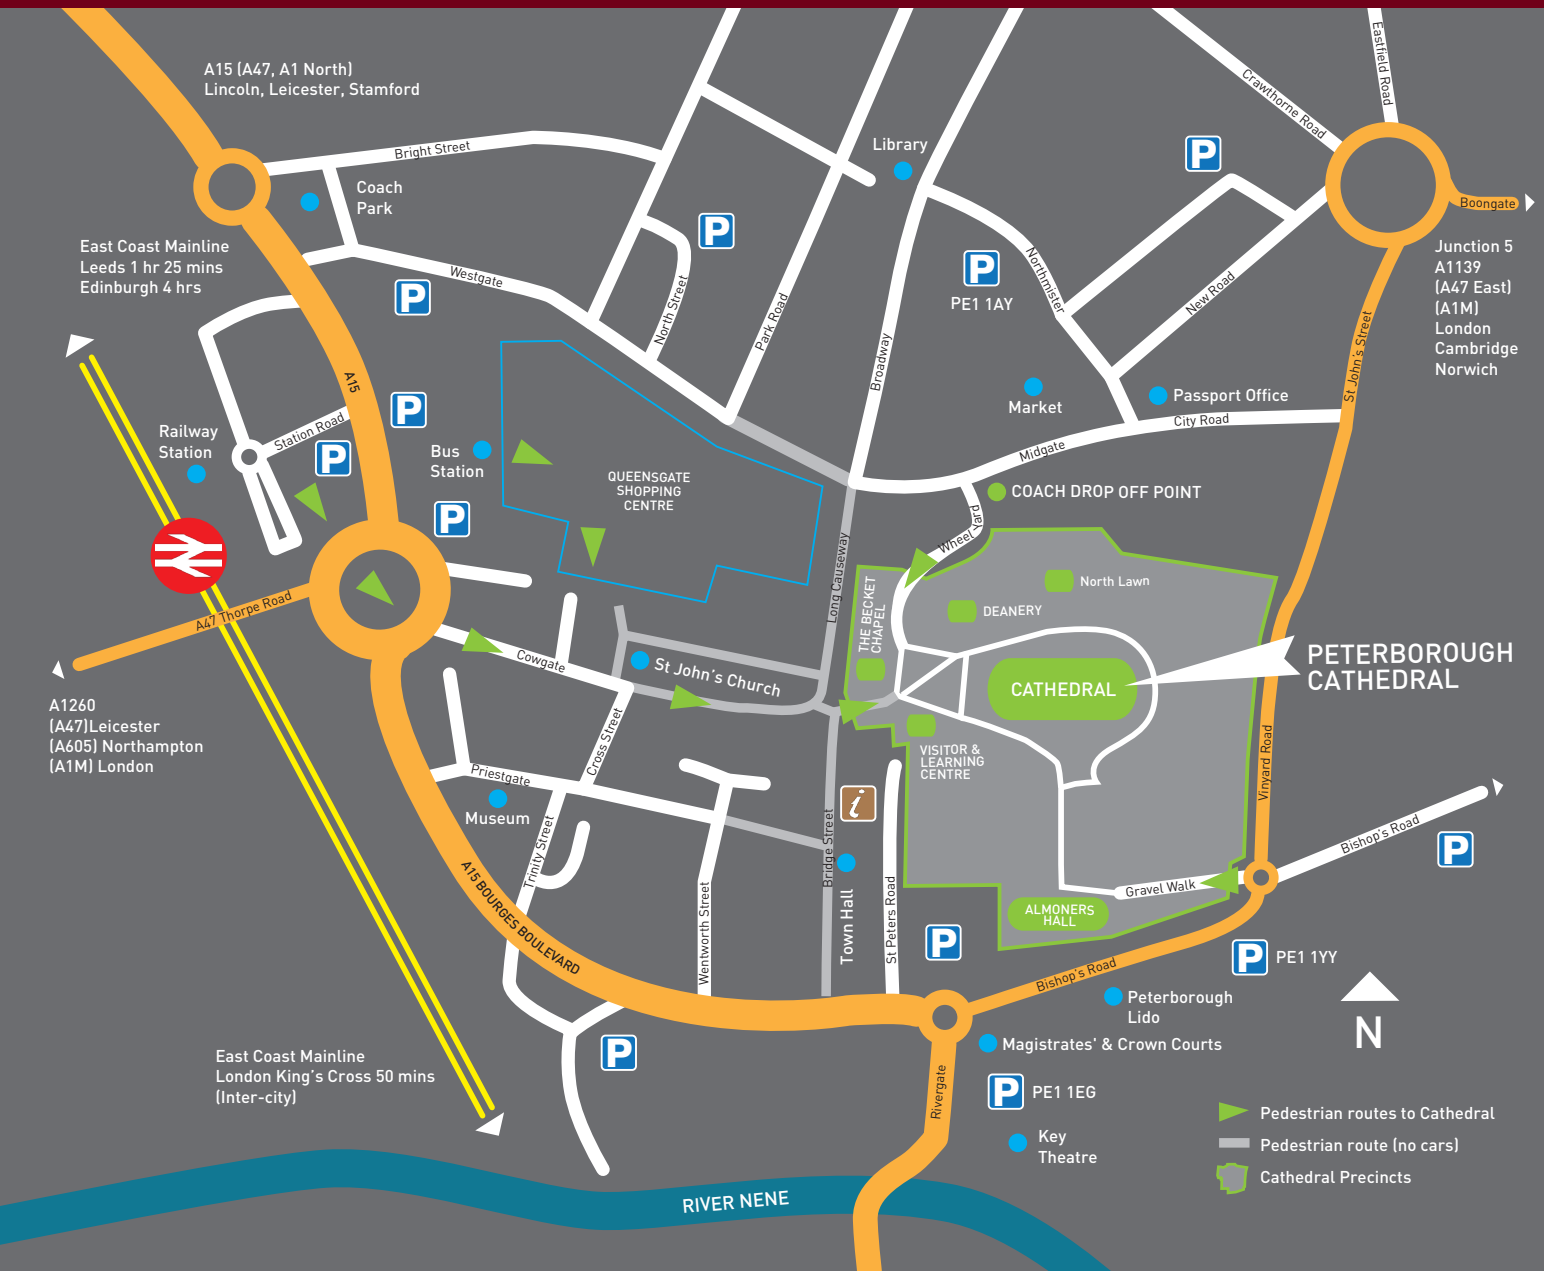 A15 (A47, A1 North)
Lincoln, Leicester, Stamford
Eastfield Road
Crawthorne Road
Library
P
Bright Street
Coach
Park
Boongate
East Coast Mainline
Leeds 1 hr 25 mins
Edinburgh 4 hrs
P
Junction 5
A1139
(A47 East)
(A1M)
London
Cambridge
Norwich
Westgate
P
North Street
Park Road
Broadway
P
PE1 1AY
Northmister
New Road
St John's Street
A15
P
Market
Passport Office
City Road
Midgate
Railway
Station
Station Road
P
Bus
Station
QUEENSGATE
SHOPPING
CENTRE
P
COACH DROP OFF POINT
Wheel Yard
Long Causeway
THE BECKET
CHAPEL
North Lawn
DEANERY
A47 Thorpe Road
Cowgate
St John's Church
CATHEDRAL
PETERBOROUGH
CATHEDRAL
A1260
(A47)Leicester
(A605) Northampton
(A1M) London
Cross Street
VISITOR &
LEARNING
CENTRE
Vinyard Road
Priestgate
Museum
i
Bridge Street
Trinity Street
Bishop's Road
P
A15 BOURGES BOULEVARD
Wentworth Street
Town Hall
St Peters Road
Gravel Walk
ALMONERS
HALL
P
P
PE1 1YY
Bishop's Road
Peterborough
Lido
N
East Coast Mainline
London King's Cross 50 mins
(Inter-city)
P
Magistrates' & Crown Courts
Rivergate
P
PE1 1EG
Key
Theatre
Pedestrian routes to Cathedral
Pedestrian route (no cars)
Cathedral Precincts
RIVER NENE